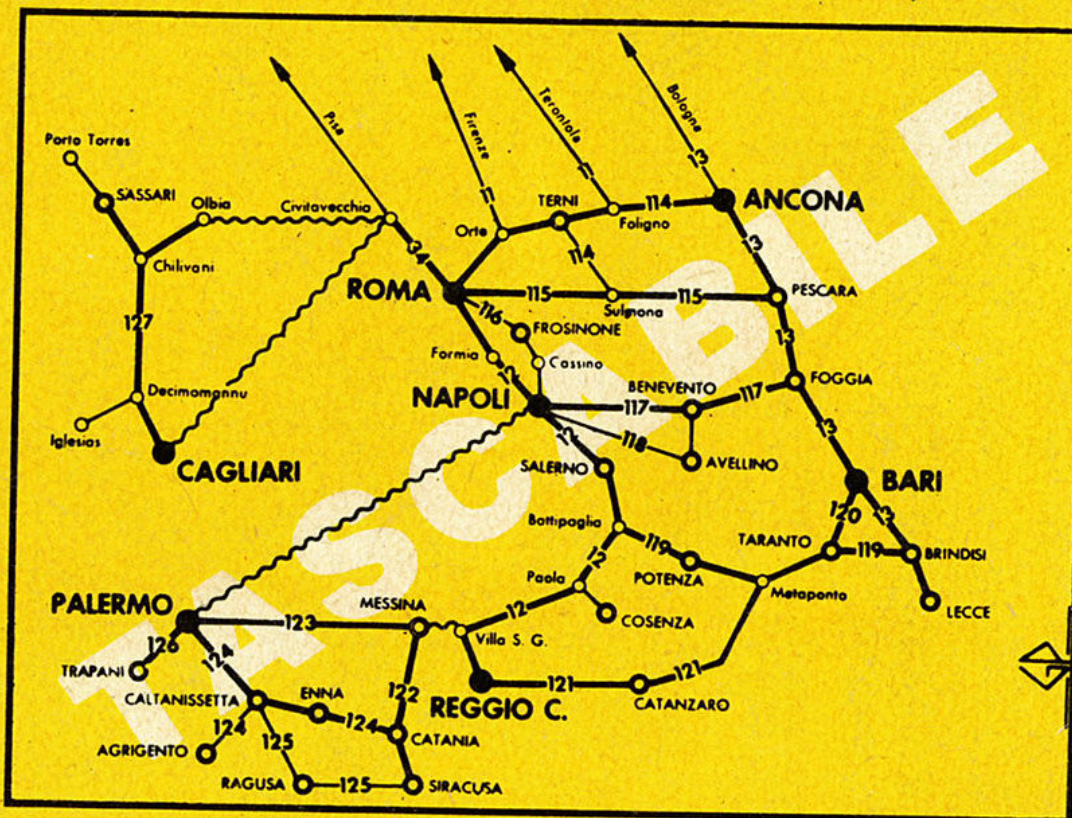 Pisa
Firenze
11
Terontola
11
Bologna
13
Porto Torres
SASSARI
Olbia
Civitavecchia
Chilivani
127
Decimomannu
Iglesias
CAGLIARI
34
Orte
TERNI
Foligno
114
114
ANCONA
13
ROMA
115
Sulmona
115
PESCARA
116
FROSINONE
13
Formia
12
Cassino
NAPOLI
117
BENEVENTO
117
FOGGIA
12
118
AVELLINO
13
SALERNO
BARI
Battipaglia
119
POTENZA
TARANTO
120
119
13
BRINDISI
12
Paola
COSENZA
Metaponto
LECCE
PALERMO
123
MESSINA
12
Villa S. G.
126
TRAPANI
124
CALTANISSETTA
ENNA
124
122
REGGIO C.
121
CATANZARO
121
124
AGRIGENTO
125
CATANIA
RAGUSA
125
SIRACUSA
TASCABILE